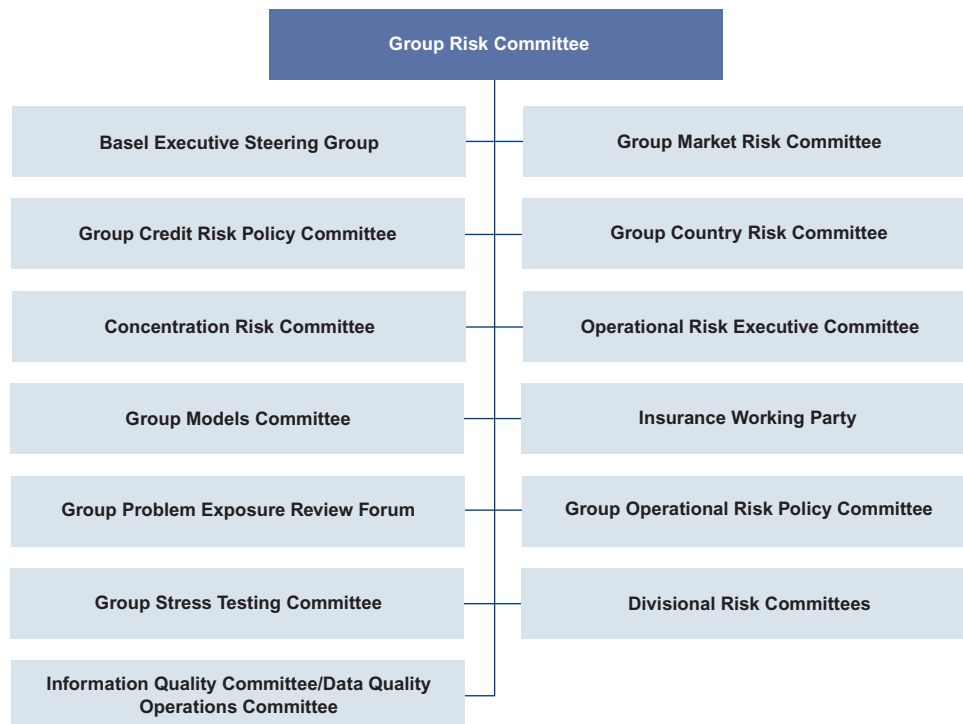 Group Risk Committee
Basel Executive Steering Group
Group Market Risk Committee
Group Credit Risk Policy Committee
Group Country Risk Committee
Concentration Risk Committee
Operational Risk Executive Committee
Group Models Committee
Insurance Working Party
Group Problem Exposure Review Forum
Group Operational Risk Policy Committee
Group Stress Testing Committee
Divisional Risk Committees
Information Quality Committee/Data Quality
Operations Committee